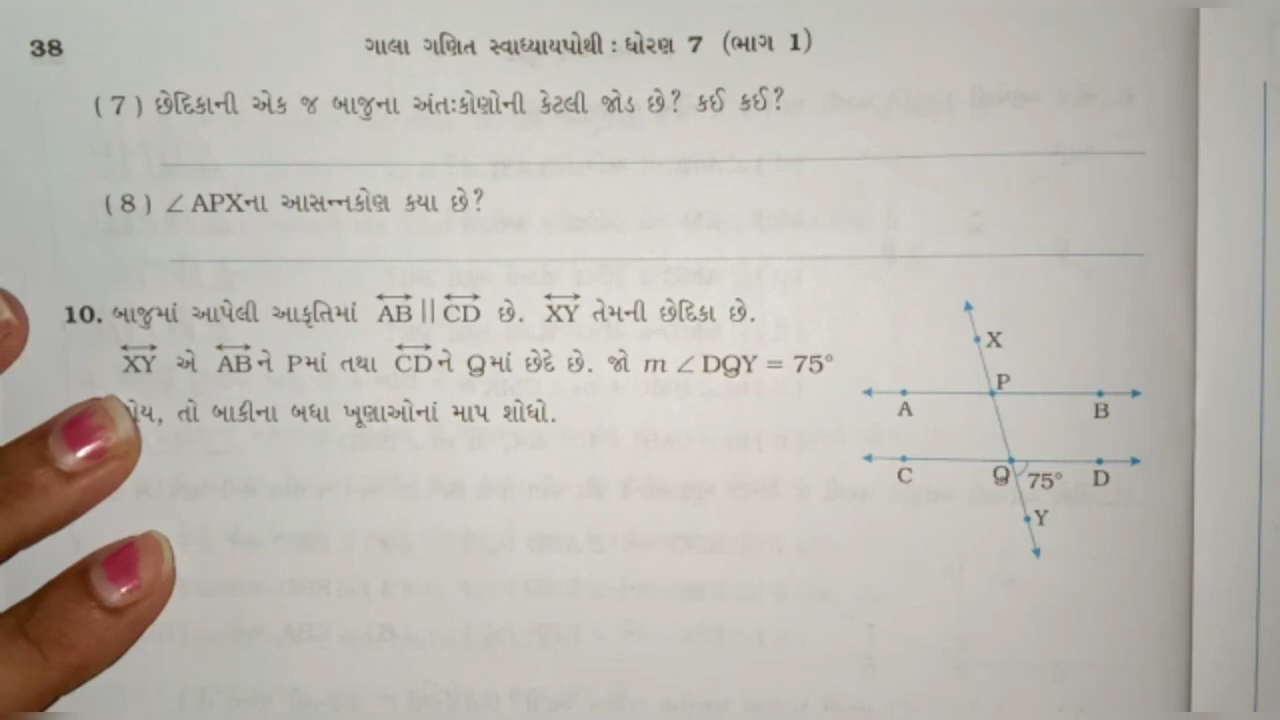 38
ગાલા ગણિત સ્વાધ્યાયપોથી : ધોરણ 7 (ભાગ 1)
(7) છેદિકાની એક જ બાજુના અંતઃકોણોની કેટલી જોડ છે? કઈ કઈ?
(8) ∠APXના આસન્નકોણ કયા છે?
10. બાજુમાં આપેલી આકૃતિમાં AB || CD છે. XY તેમની છેદિકા છે.
XY એ ABને Pમાં તથા CDને Qમાં છેદે છે. જો m ∠DQY = 75°
તો બાકીના બધા ખૂણાઓનાં માપ શોધો.
X
P
A B
Q 75°
C D
Y